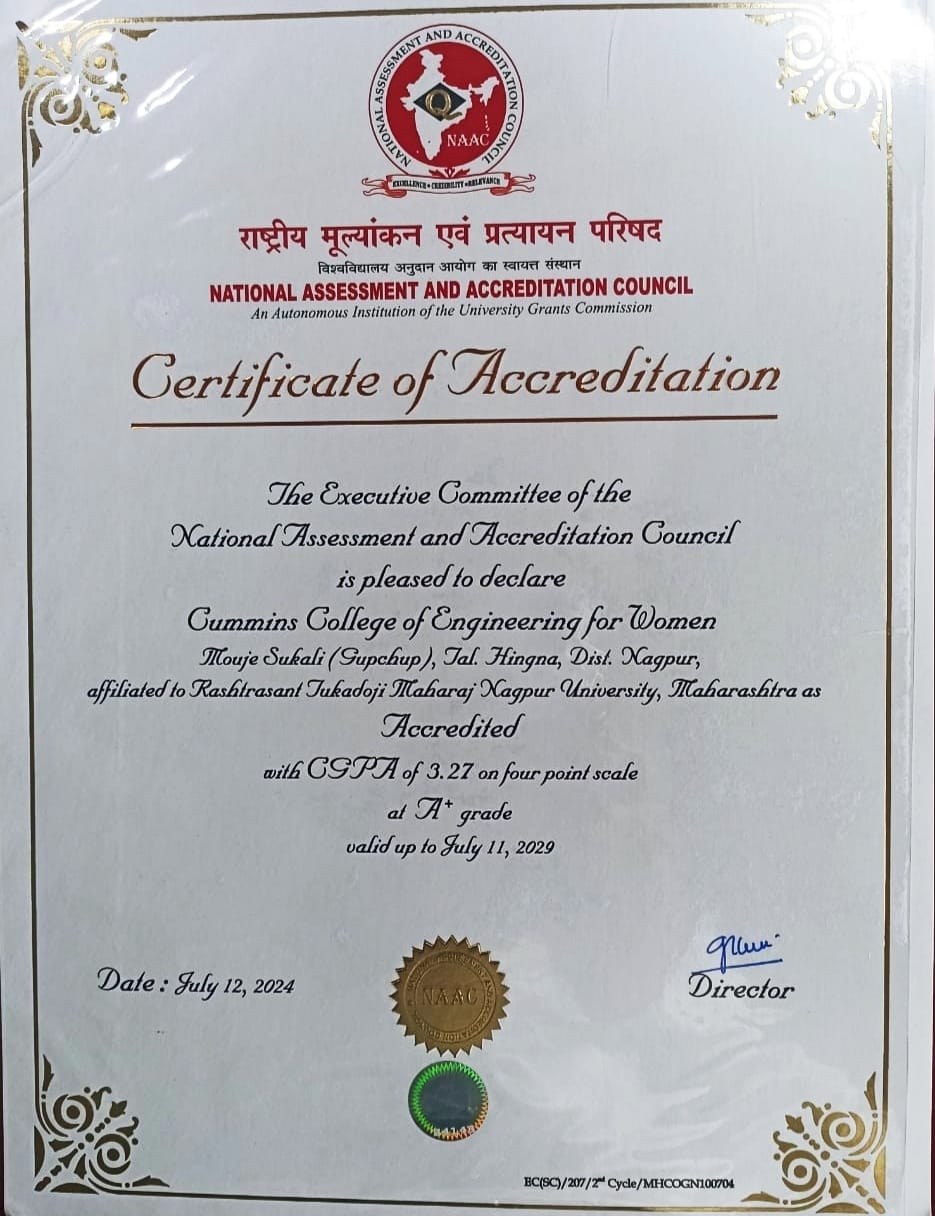 NATIONAL ASSESSMENT AND ACCREDITATION COUNCIL
Q
NAAC
EXCELLENCE • CREDIBILITY • RELEVANCE
राष्ट्रीय मूल्यांकन एवं प्रत्यायन परिषद
विश्वविद्यालय अनुदान आयोग का स्वायत्त संस्थान
NATIONAL ASSESSMENT AND ACCREDITATION COUNCIL
An Autonomous Institution of the University Grants Commission
Certificate of Accreditation
The Executive Committee of the
National Assessment and Accreditation Council
is pleased to declare
Cummins College of Engineering for Women
Mouje Sukali (Gupchup), Tal. Hingna, Dist. Nagpur,
affiliated to Rashtrasant Tukadoji Maharaj Nagpur University, Maharashtra as
Accredited
with CGPA of 3.27 on four point scale
at A+ grade
valid up to July 11, 2029
Date : July 12, 2024
Director
NAAC
EC(SC)/207/2nd Cycle/MHCOGN100704